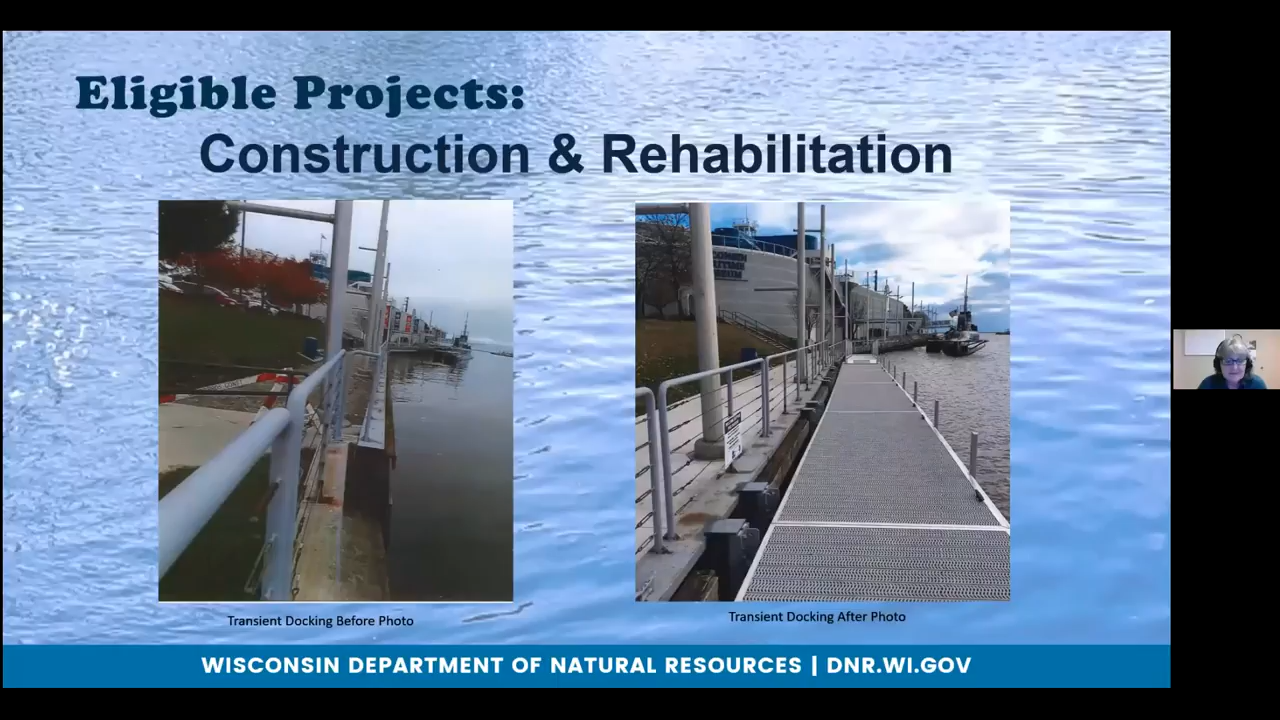 Eligible Projects:
Construction & Rehabilitation
Transient Docking Before Photo
Transient Docking After Photo
WISCONSIN DEPARTMENT OF NATURAL RESOURCES | DNR.WI.GOV